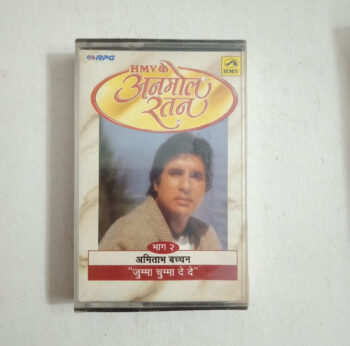 RPG
HMV
HMV के
अनमोल
रतन
भाग २
अमिताभ बच्चन
"जुम्मा चुम्मा दे दे"